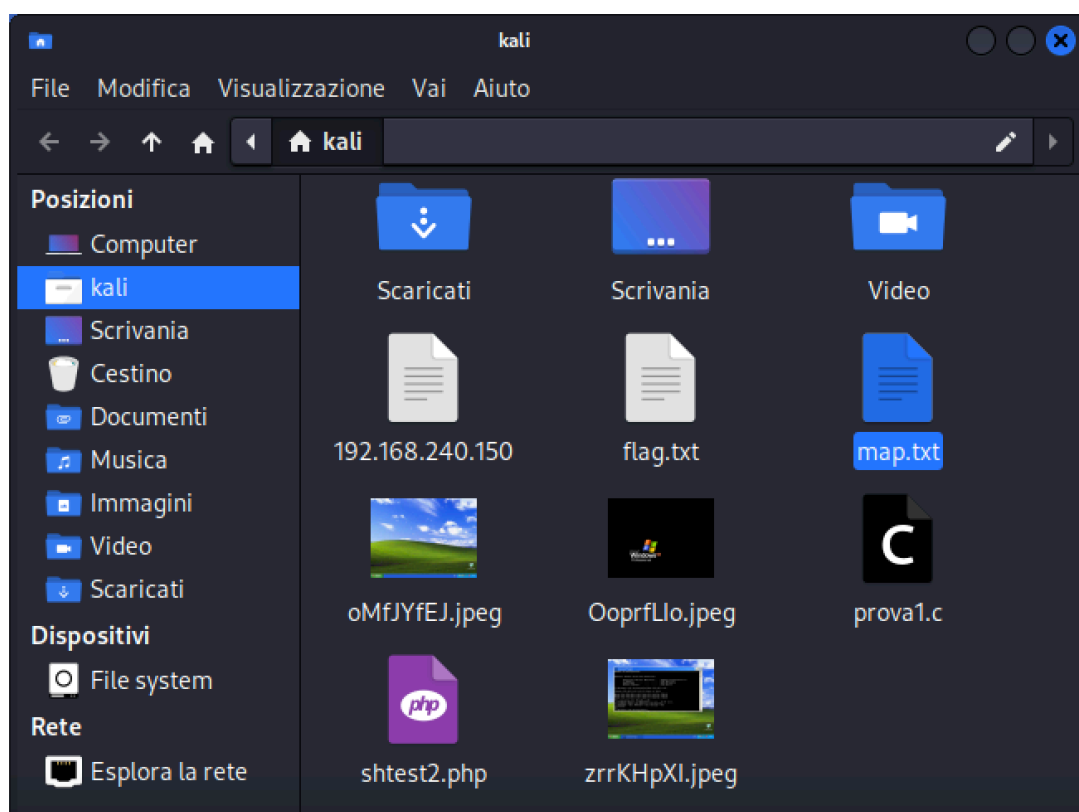 kali
File Modifica Visualizzazione Vai Aiuto
kali
Posizioni
Computer
kali
Scrivania
Cestino
Documenti
Musica
Immagini
Video
Scaricati
Dispositivi
File system
Rete
Esplora la rete
Scaricati Scrivania Video
192.168.240.150 flag.txt map.txt
oMfJYfEJ.jpeg OoprfLIo.jpeg prova1.c
C
php
shtest2.php zrrKHpXI.jpeg